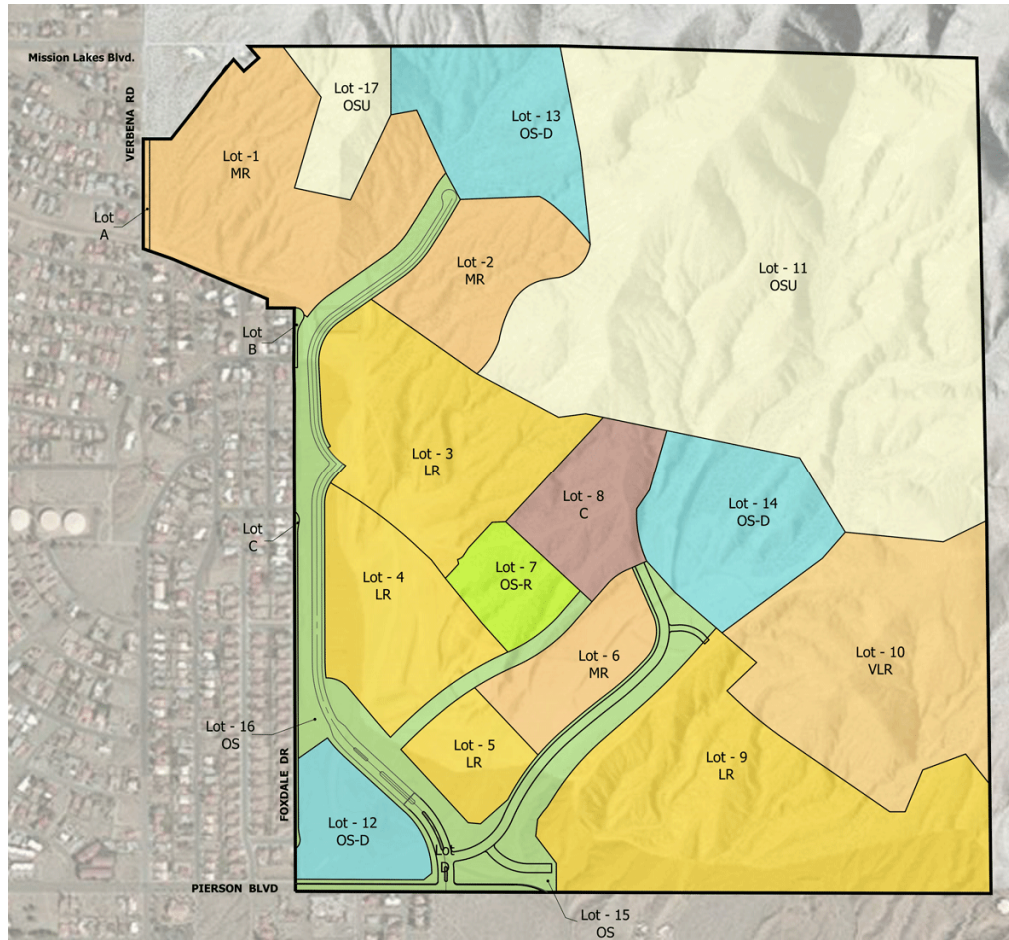 Mission Lakes Blvd.
VERBENA RD
Lot -17
OSU
Lot - 13
OS-D
Lot -1
MR
Lot
A
Lot -2
MR
Lot - 11
OSU
Lot
B
Lot - 3
LR
Lot - 8
C
Lot - 14
OS-D
Lot
C
Lot - 4
LR
Lot - 7
OS-R
Lot - 6
MR
Lot - 10
VLR
Lot - 16
OS
Lot - 5
LR
Lot - 9
LR
FOXDALE DR
Lot - 12
OS-D
Lot
D
PIERSON BLVD
Lot - 15
OS